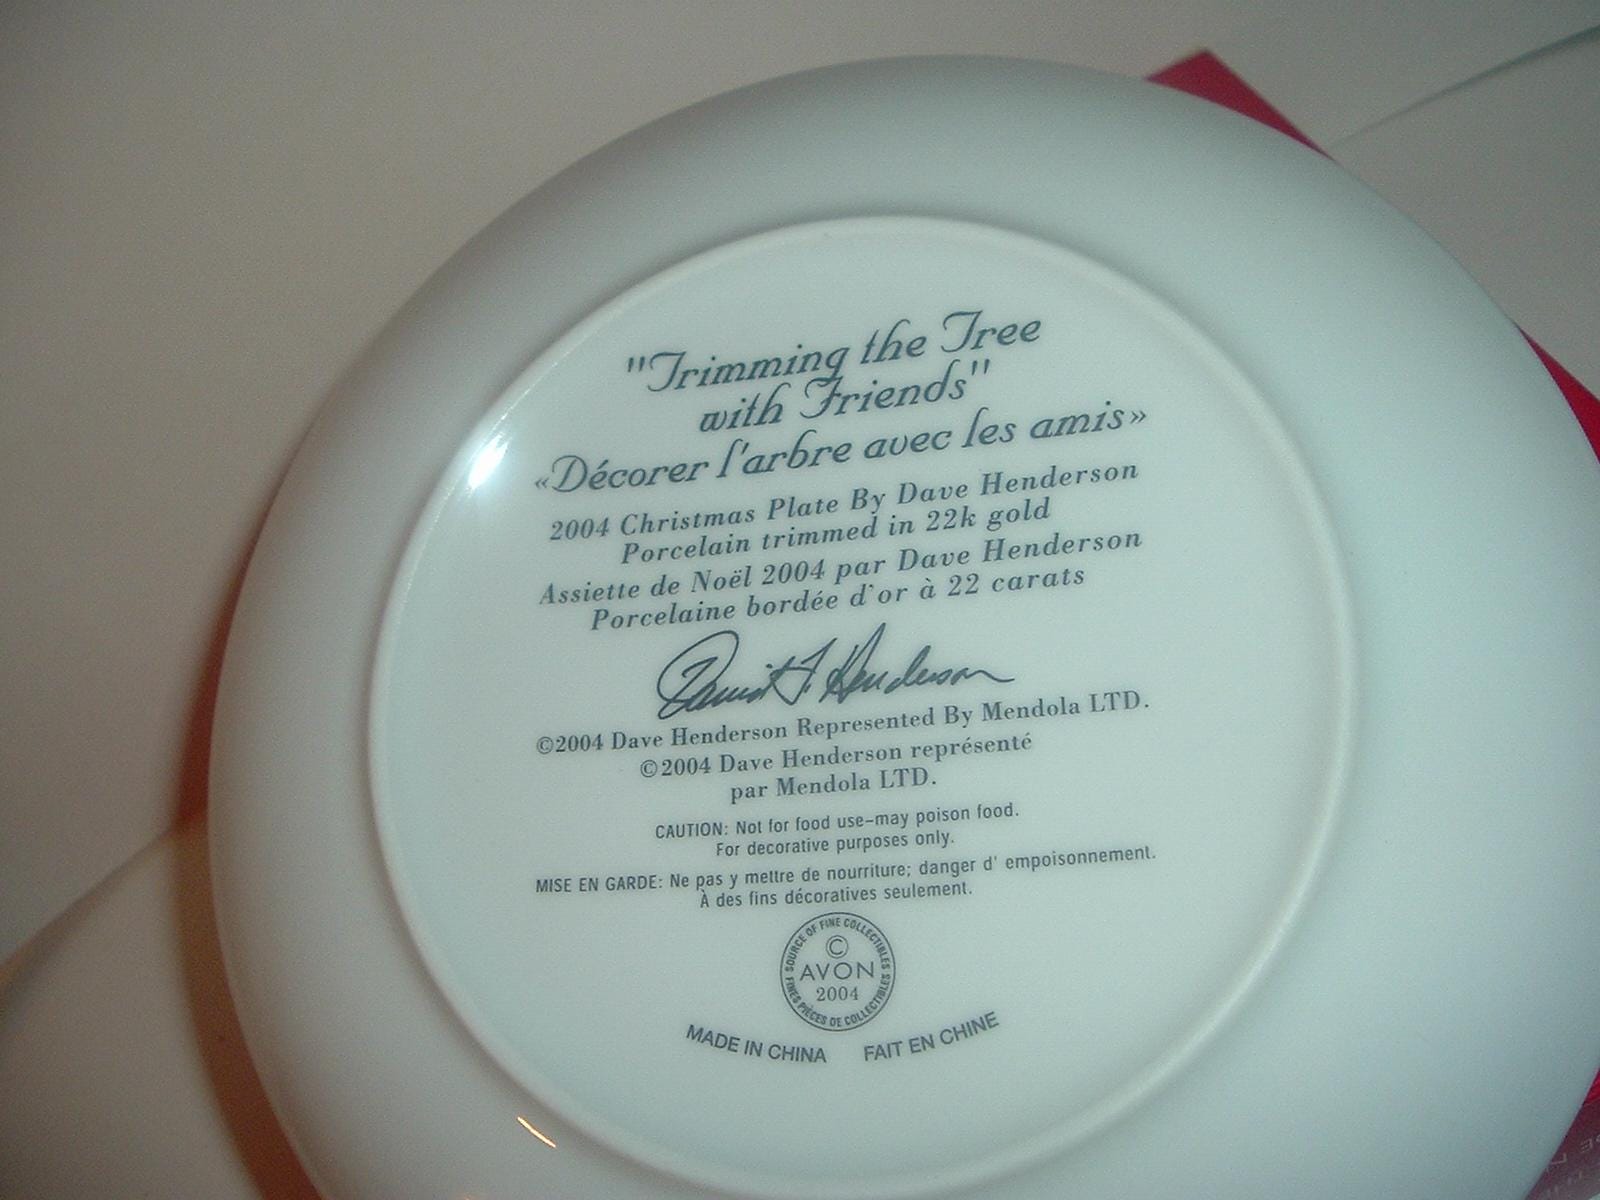 "Trimming the Tree
with Friends"
«Décorer l'arbre avec les amis»
2004 Christmas Plate By Dave Henderson
Porcelain trimmed in 22k gold
Assiette de Noël 2004 par Dave Henderson
Porcelaine bordée d'or à 22 carats
David F. Henderson
©2004 Dave Henderson Represented By Mendola LTD.
©2004 Dave Henderson représenté
par Mendola LTD.
CAUTION: Not for food use–may poison food.
For decorative purposes only.
MISE EN GARDE: Ne pas y mettre de nourriture; danger d' empoisonnement.
À des fins décoratives seulement.
SOURCE OF FINE COLLECTIBLES
©
AVON
2004
FINES PIÈCES DE COLLECTIBLES
MADE IN CHINA FAIT EN CHINE